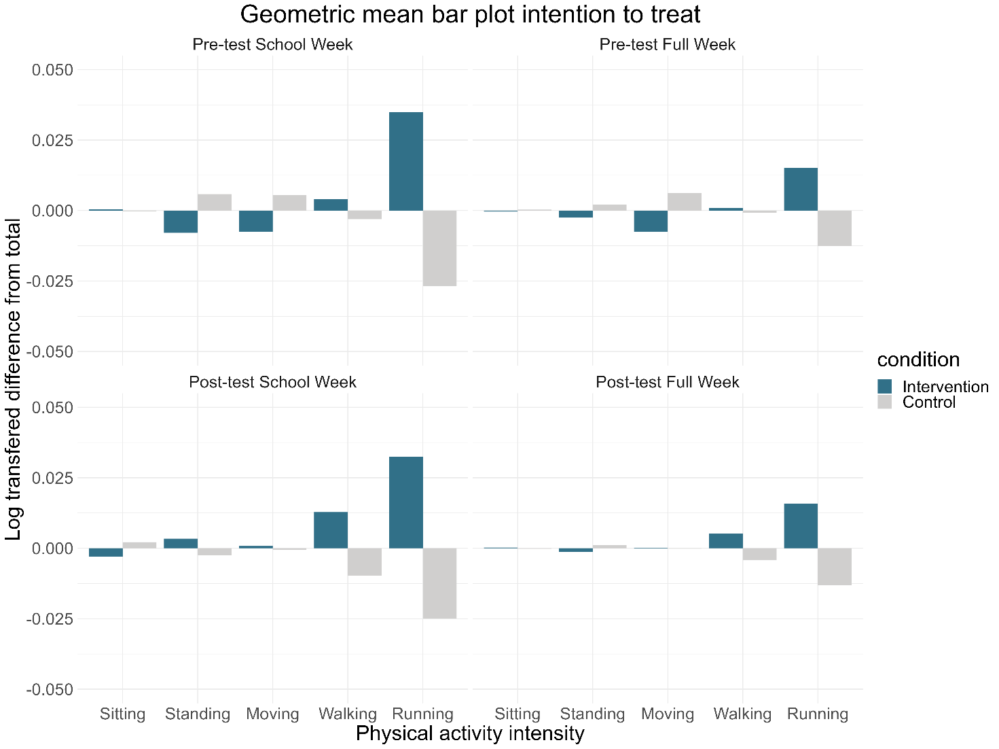 Geometric mean bar plot intention to treat
Pre-test School Week
Pre-test Full Week
0.050
0.025
0.000
-0.025
-0.050
Post-test School Week
Post-test Full Week
0.050
0.025
0.000
-0.025
-0.050
Sitting Standing Moving Walking Running
Sitting Standing Moving Walking Running
Physical activity intensity
Log transfered difference from total
condition
Intervention
Control